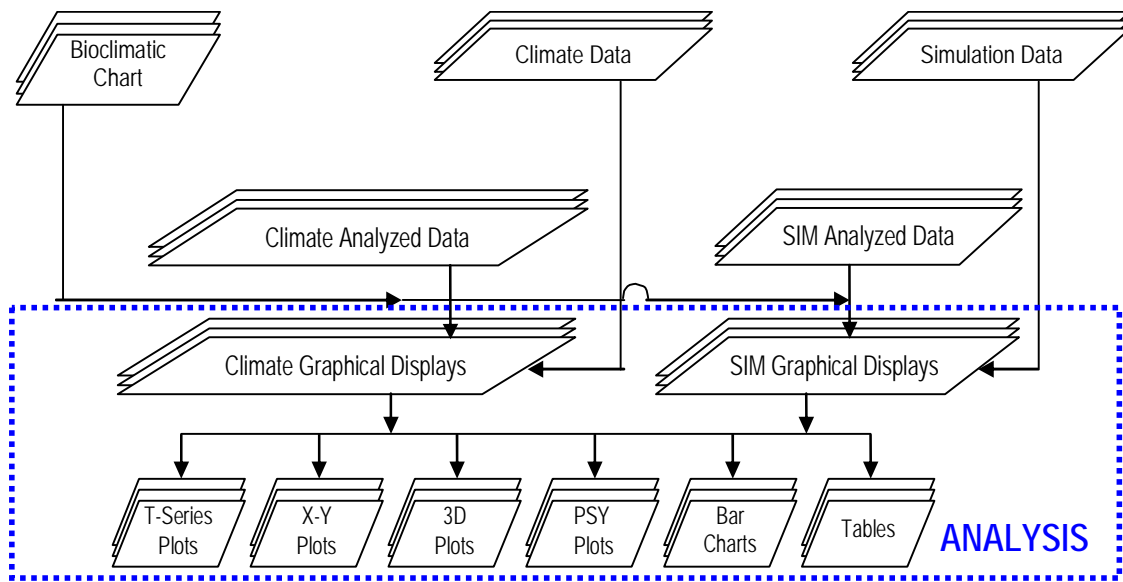 Bioclimatic
Chart
Climate Data
Simulation Data
Climate Analyzed Data
SIM Analyzed Data
Climate Graphical Displays
SIM Graphical Displays
T-Series
Plots
X-Y
Plots
3D
Plots
PSY
Plots
Bar
Charts
Tables
ANALYSIS